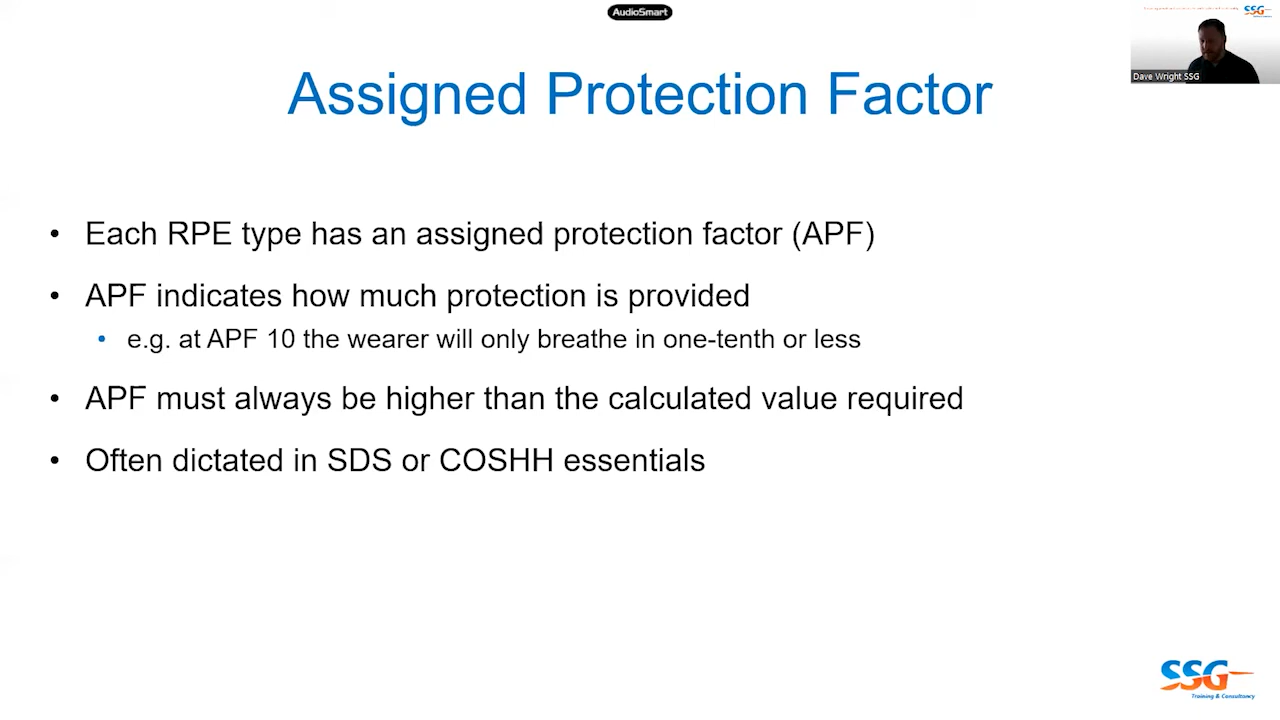 AudioSmart
SSG
Dave Wright SSG
Assigned Protection Factor
• Each RPE type has an assigned protection factor (APF)
• APF indicates how much protection is provided
• e.g. at APF 10 the wearer will only breathe in one-tenth or less
• APF must always be higher than the calculated value required
• Often dictated in SDS or COSHH essentials
SSG
Training & Consultancy